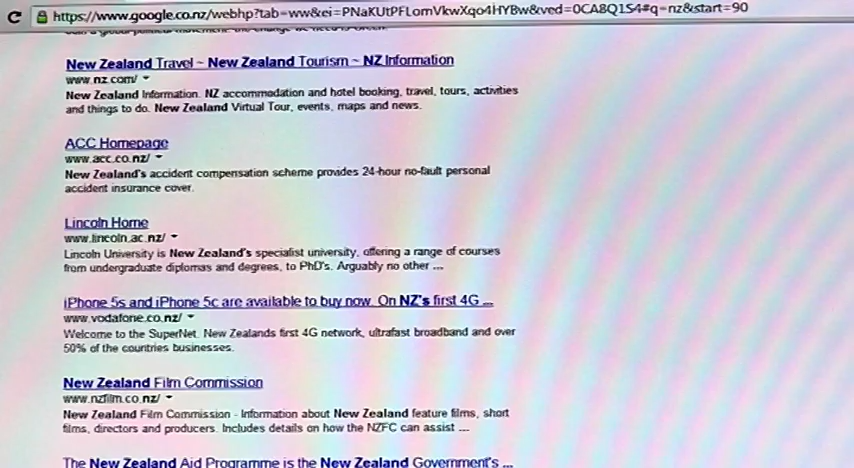 https://www.google.co.nz/webhp?tab=ww&ei=PNaKUtPFLomVkwXqo4HYBw&ved=0CA8Q1S4#q=nz&start=90
New Zealand Travel ~ New Zealand Tourism ~ NZ Information
www.nz.com/
New Zealand Information. NZ accommodation and hotel booking, travel, tours, activities
and things to do. New Zealand Virtual Tour, events, maps and news.
ACC Homepage
www.acc.co.nz/
New Zealand's accident compensation scheme provides 24-hour no-fault personal
accident insurance cover.
Lincoln Home
www.lincoln.ac.nz/
Lincoln University is New Zealand's specialist university, offering a range of courses
from undergraduate diplomas and degrees, to PhD's. Arguably no other ...
iPhone 5s and iPhone 5c are available to buy now. On NZ's first 4G ...
www.vodafone.co.nz/
Welcome to the SuperNet. New Zealands first 4G network, ultrafast broadband and over
50% of the countries businesses.
New Zealand Film Commission
www.nzfilm.co.nz/
New Zealand Film Commission - Information about New Zealand feature films, short
films, directors and producers. Includes details on how the NZFC can assist ...
The New Zealand Aid Programme is the New Zealand Government's ...